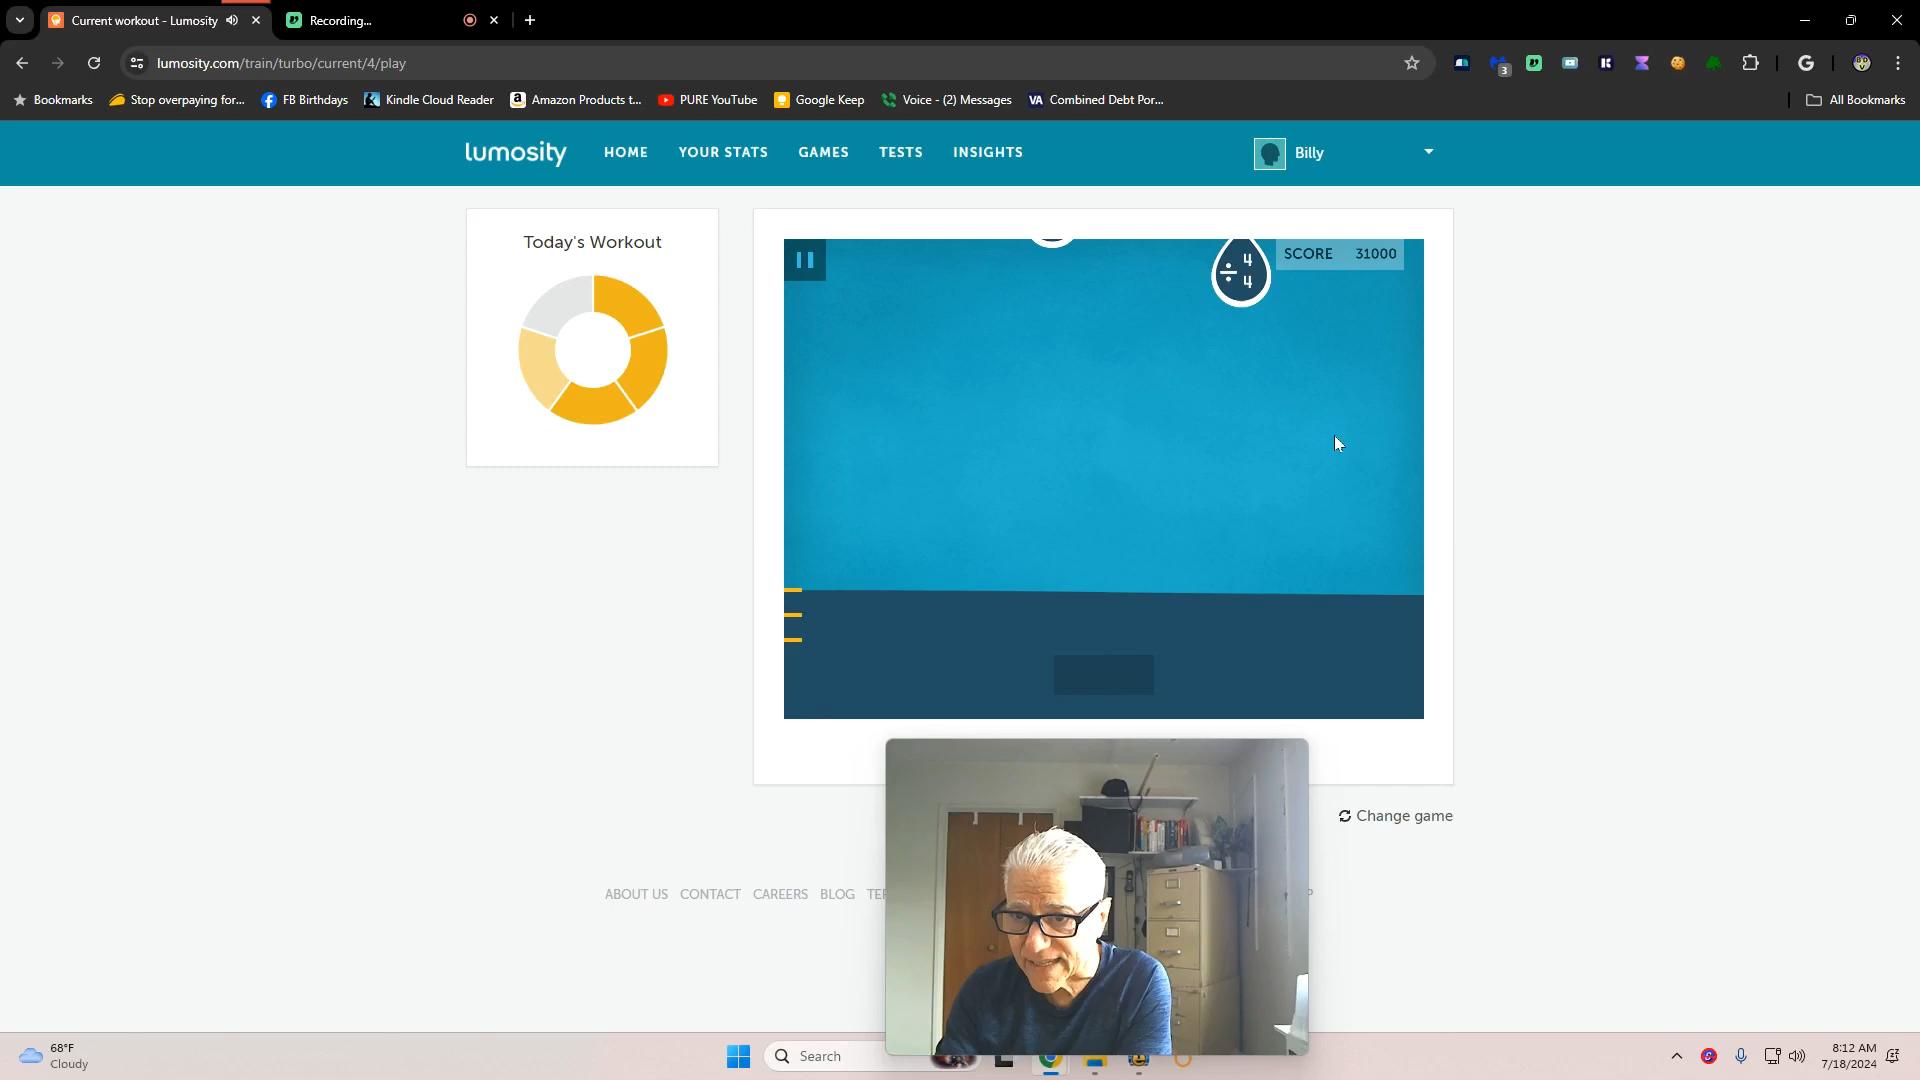 Current workout - Lumosity
Recording...
lumosity.com/train/turbo/current/4/play
3
Bookmarks
Stop overpaying for...
FB Birthdays
Kindle Cloud Reader
Amazon Products t...
PURE YouTube
Google Keep
Voice - (2) Messages
VA Combined Debt Por...
All Bookmarks
lumosity
HOME
YOUR STATS
GAMES
TESTS
INSIGHTS
Billy
Today's Workout
÷ 4
4
SCORE 31000
Change game
ABOUT US
CONTACT
CAREERS
BLOG
68°F
Cloudy
Search
8:12 AM
7/18/2024